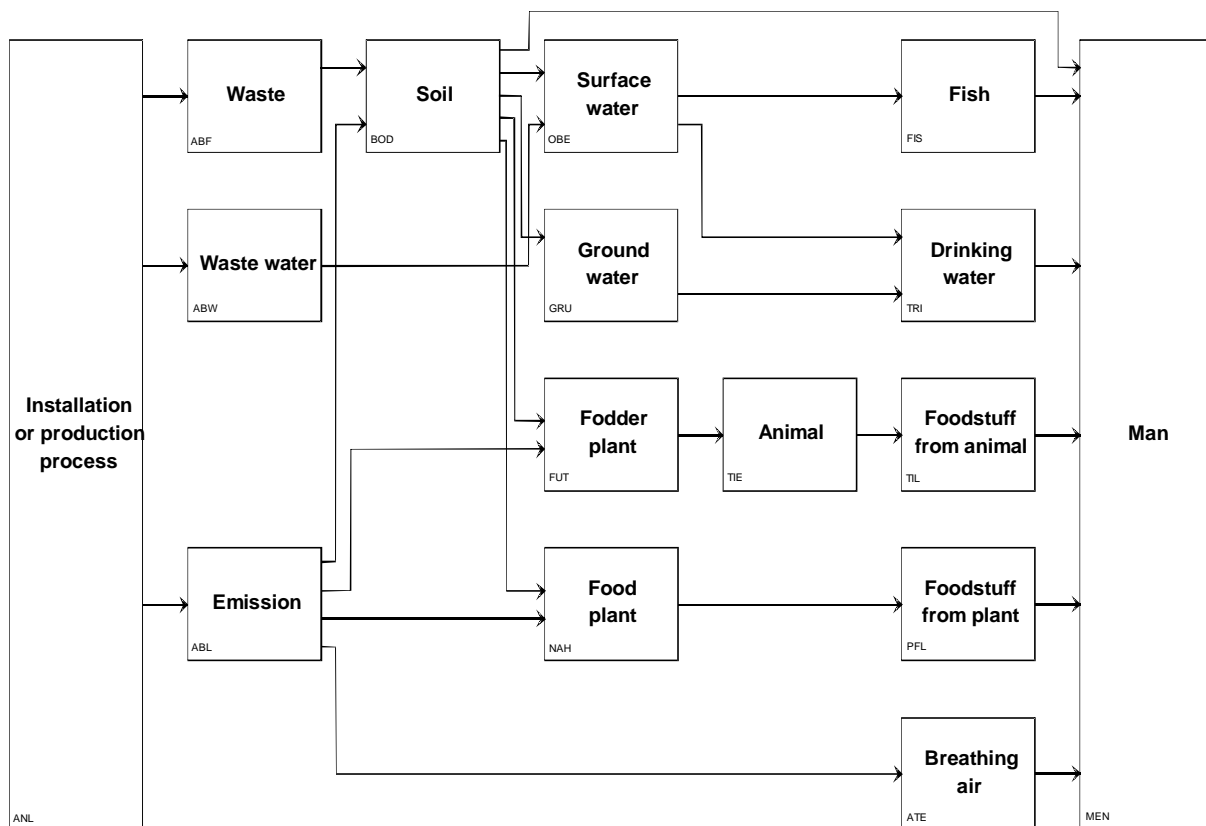 Waste
ABF
Soil
BOD
Surface
water
OBE
Fish
FIS
Waste water
ABW
Ground
water
GRU
Drinking
water
TRI
Installation
or production
process
ANL
Fodder
plant
FUT
Animal
TIE
Foodstuff
from animal
TIL
Man
MEN
Emission
ABL
Food
plant
NAH
Foodstuff
from plant
PFL
Breathing
air
ATE